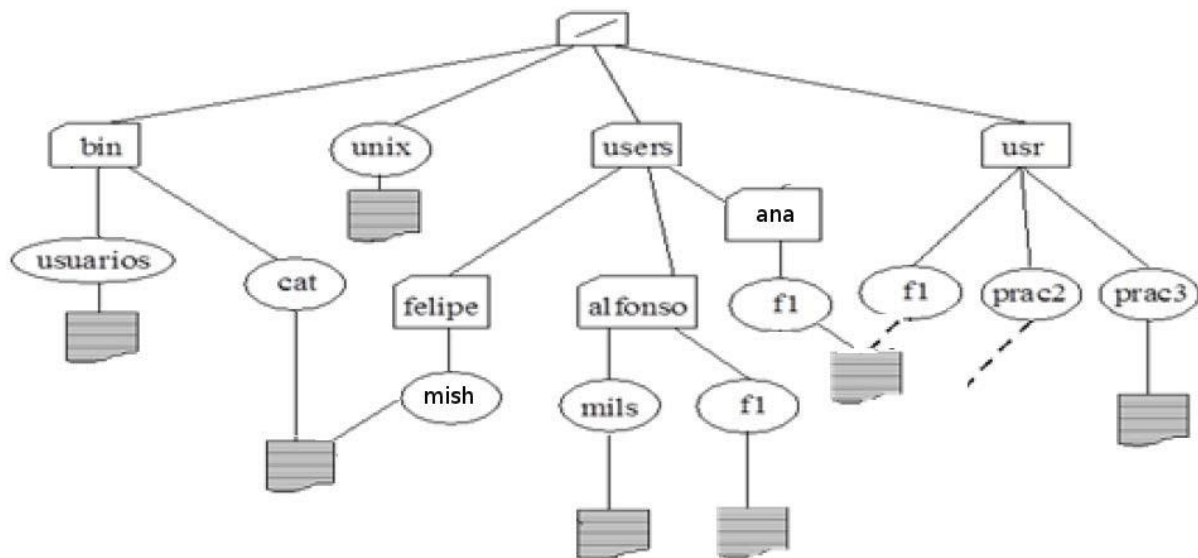 /
bin
unix
users
usr
ana
usuarios
cat
felipe
alfonso
f1
f1
prac2
prac3
mish
mils
f1